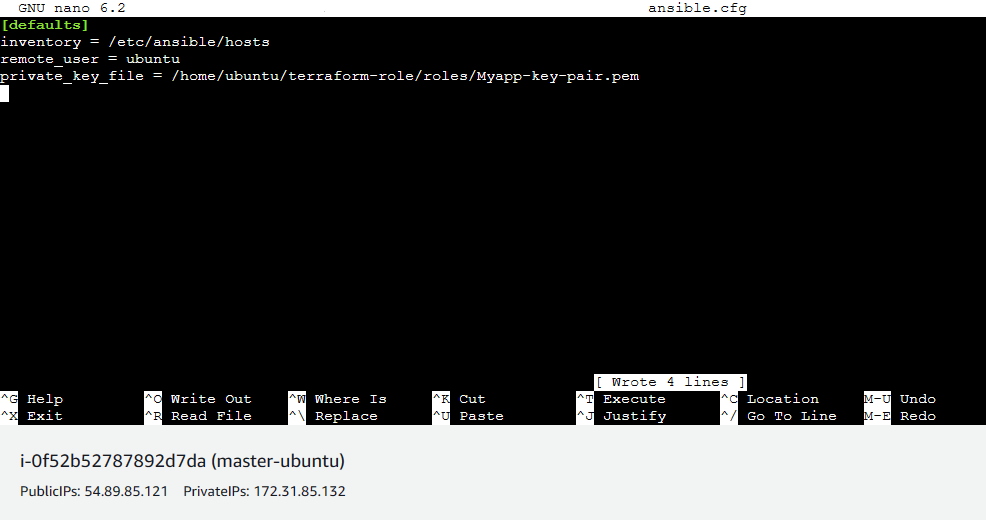 GNU nano 6.2 ansible.cfg
[defaults]
inventory = /etc/ansible/hosts
remote_user = ubuntu
private_key_file = /home/ubuntu/terraform-role/roles/Myapp-key-pair.pem
[ Wrote 4 lines ]
^G Help ^O Write Out ^W Where Is ^K Cut ^T Execute ^C Location M-U Undo
^X Exit ^R Read File ^\ Replace ^U Paste ^J Justify ^/ Go To Line M-E Redo
i-0f52b52787892d7da (master-ubuntu)
PublicIPs: 54.89.85.121 PrivateIPs: 172.31.85.132